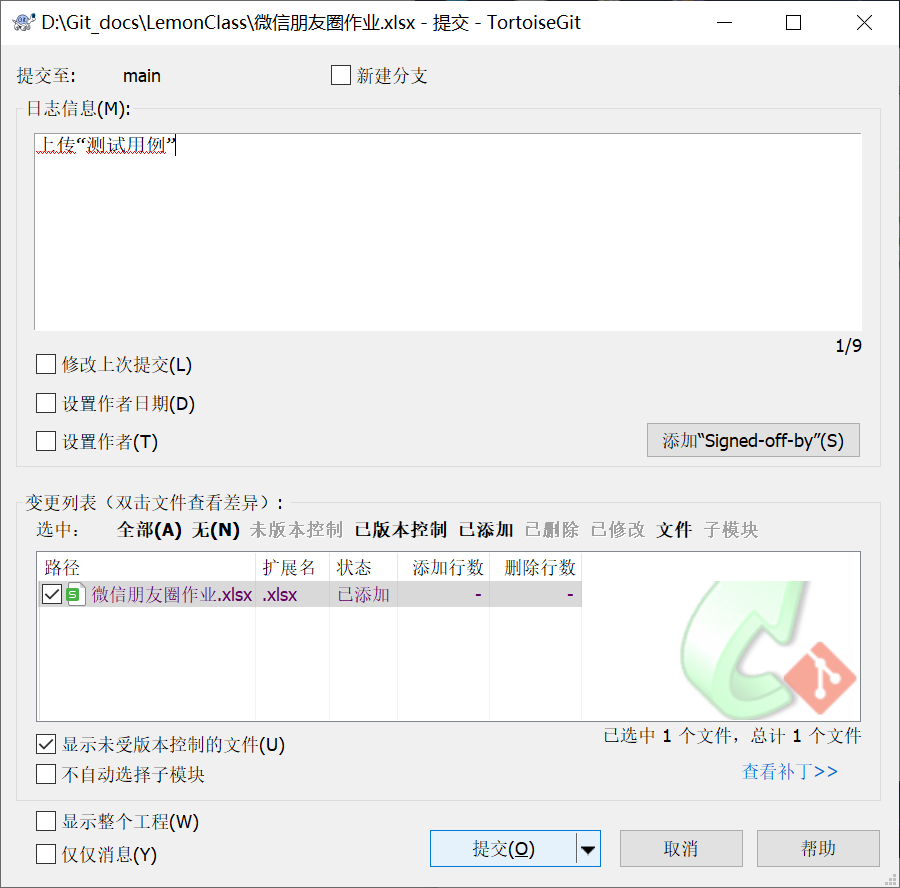 D:\Git_docs\LemonClass\微信朋友圈作业.xlsx - 提交 - TortoiseGit
提交至: main 新建分支
日志信息(M):
上传“测试用例”
1/9
修改上次提交(L)
设置作者日期(D)
设置作者(T) 添加“Signed-off-by”(S)
变更列表（双击文件查看差异）:
选中: 全部(A) 无(N) 未版本控制 已版本控制 已添加 已删除 已修改 文件 子模块
路径 扩展名 状态 添加行数 删除行数
S 微信朋友圈作业.xlsx .xlsx 已添加 - -
显示未受版本控制的文件(U) 已选中 1 个文件，总计 1 个文件
不自动选择子模块 查看补丁>>
显示整个工程(W)
仅仅消息(Y) 提交(O) 取消 帮助